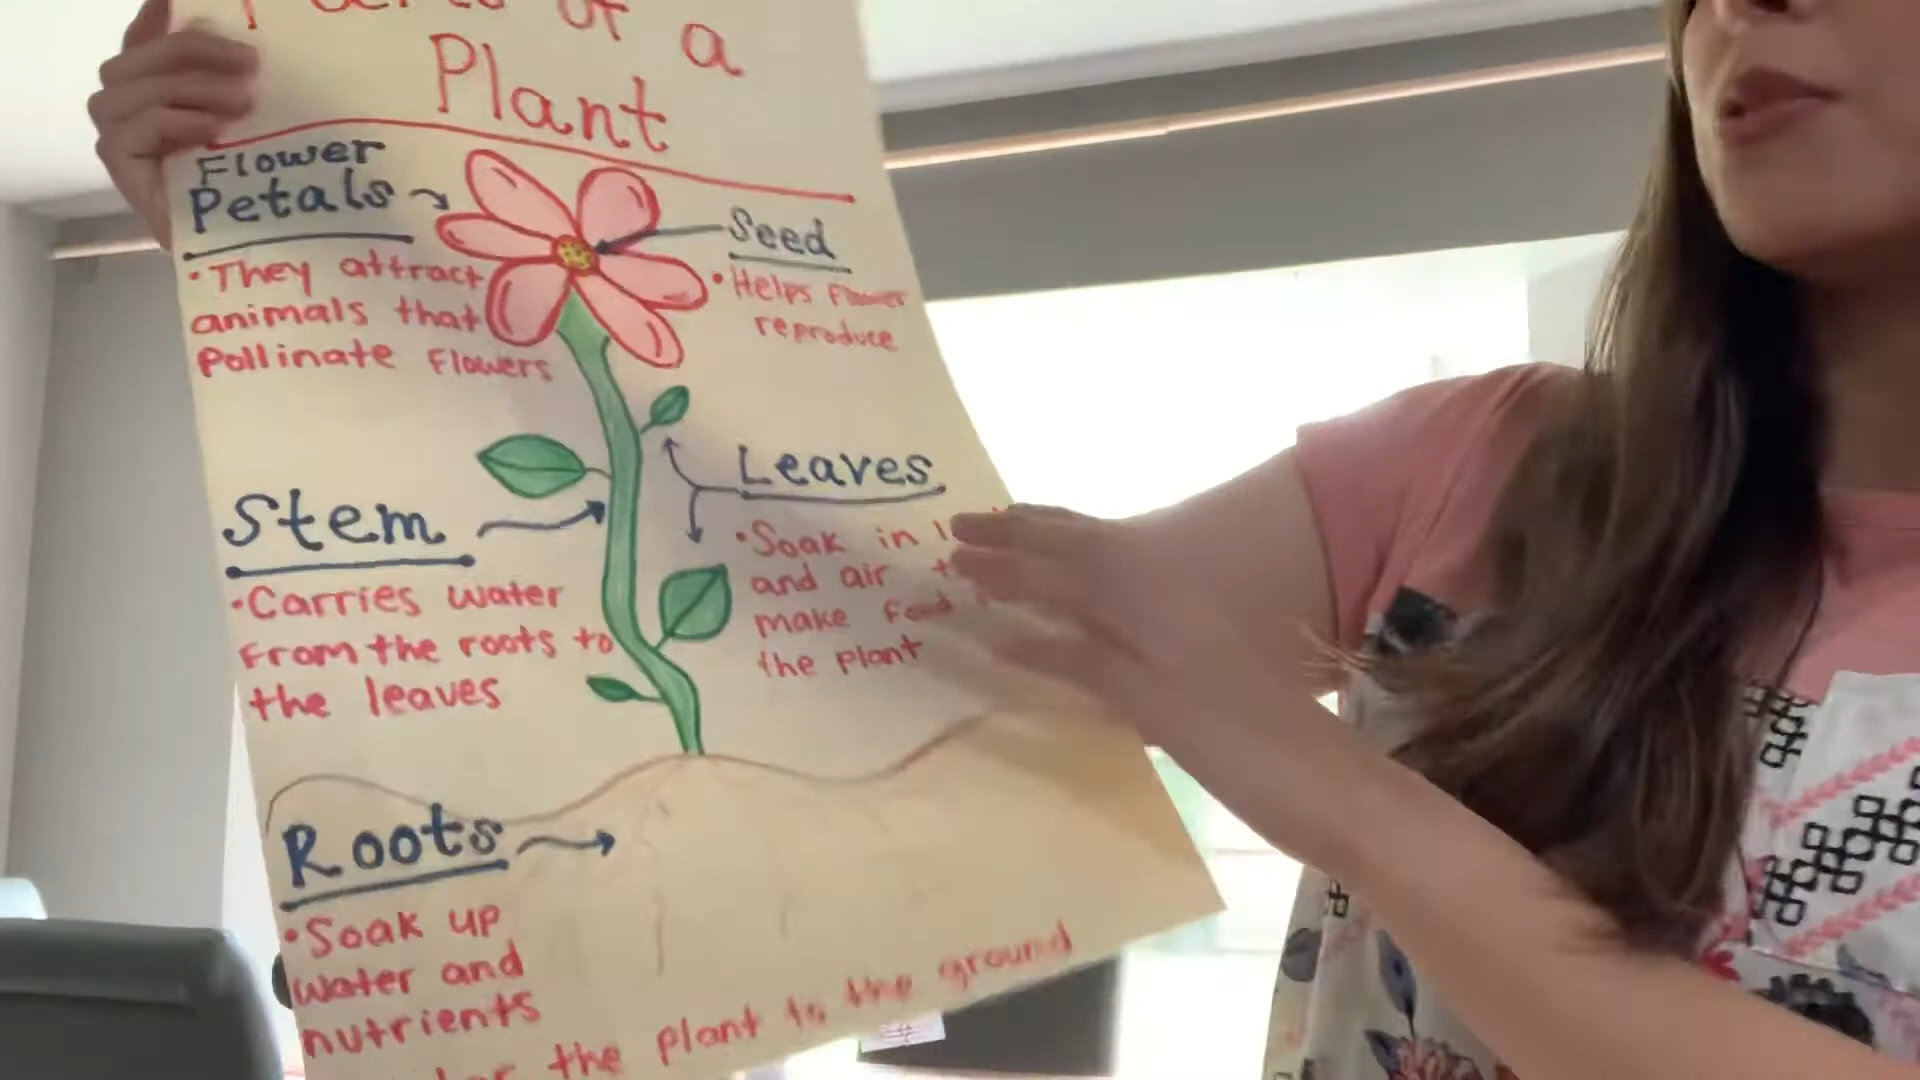 of a
Plant
Flower
Petals
• They attract
animals that
Pollinate flowers
Seed
• Helps Flower
reproduce
Stem
• Carries water
from the roots to
the leaves
Leaves
• Soak in
and air
make food
the plant
Roots
• Soak up
water and
nutrients
the plant to the ground